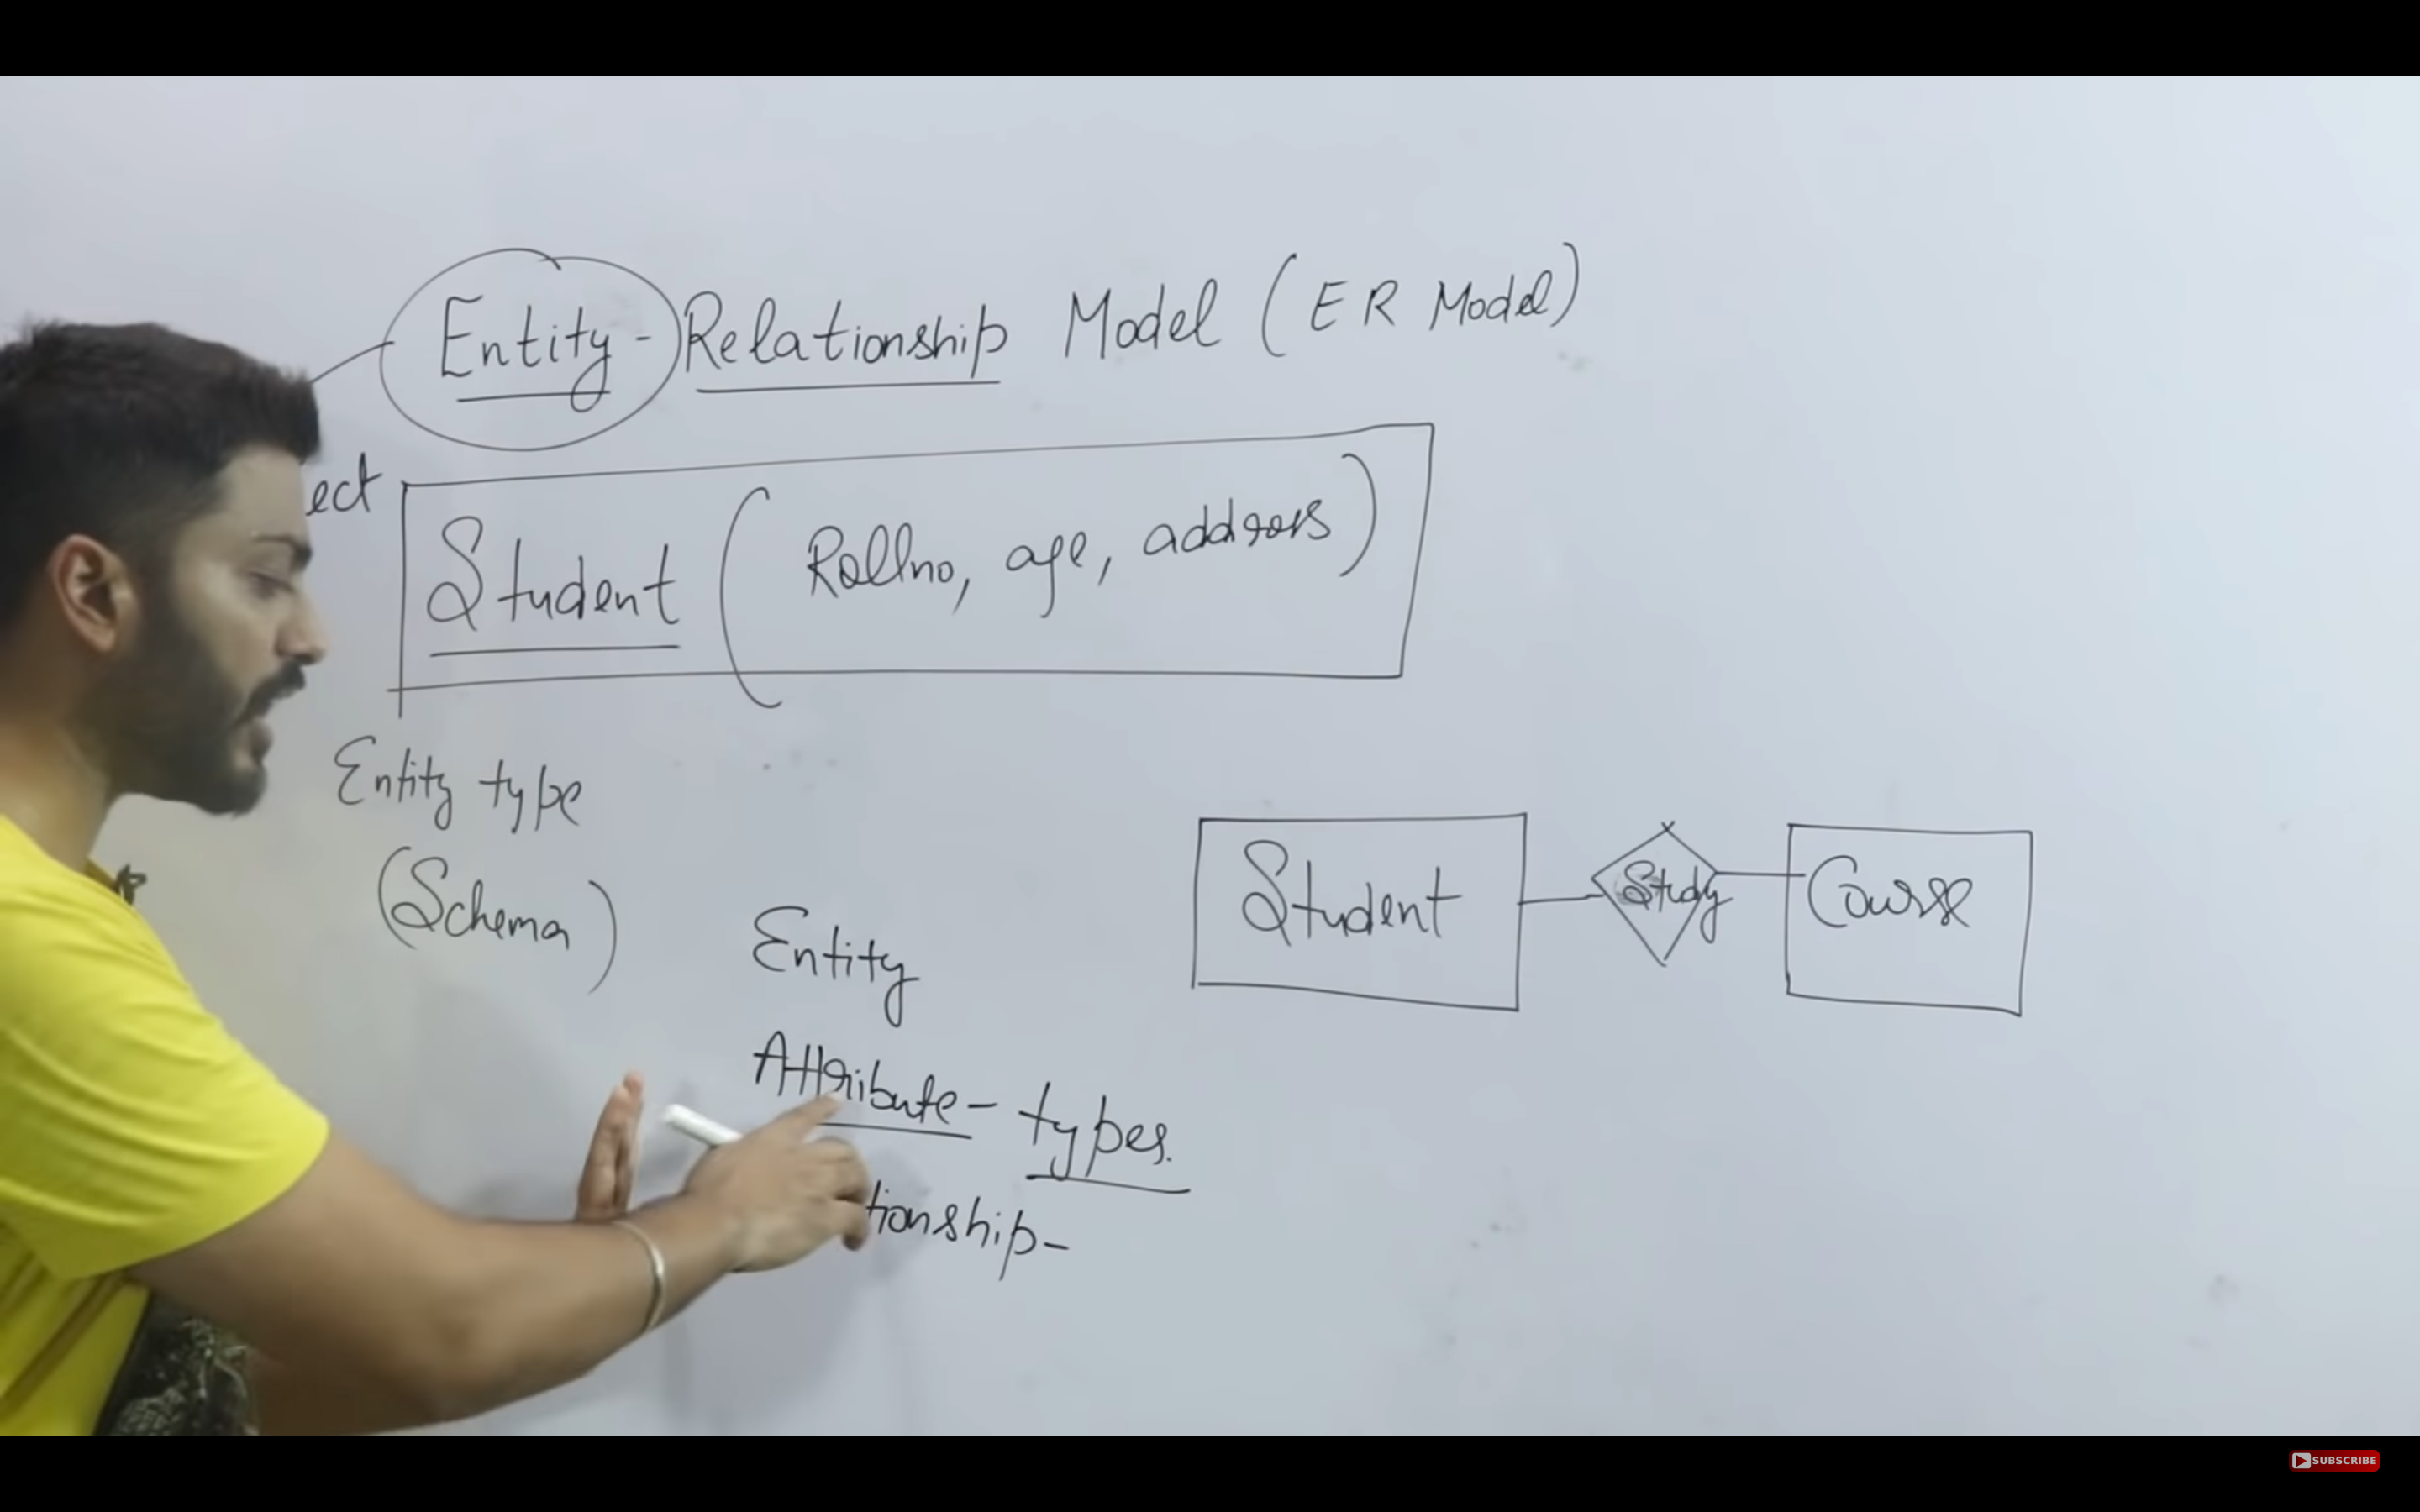 Entity-Relationship Model (ER Model)
ect
Student (Rollno, age, address)
Entity type
(Schema)
Student
Study
Course
Entity
Attribute - types.
tionship-
SUBSCRIBE